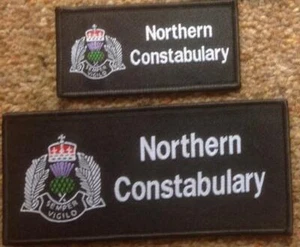 Northern
Constabulary
SEMPER
VIGILO
Northern
Constabulary
SEMPER
VIGILO